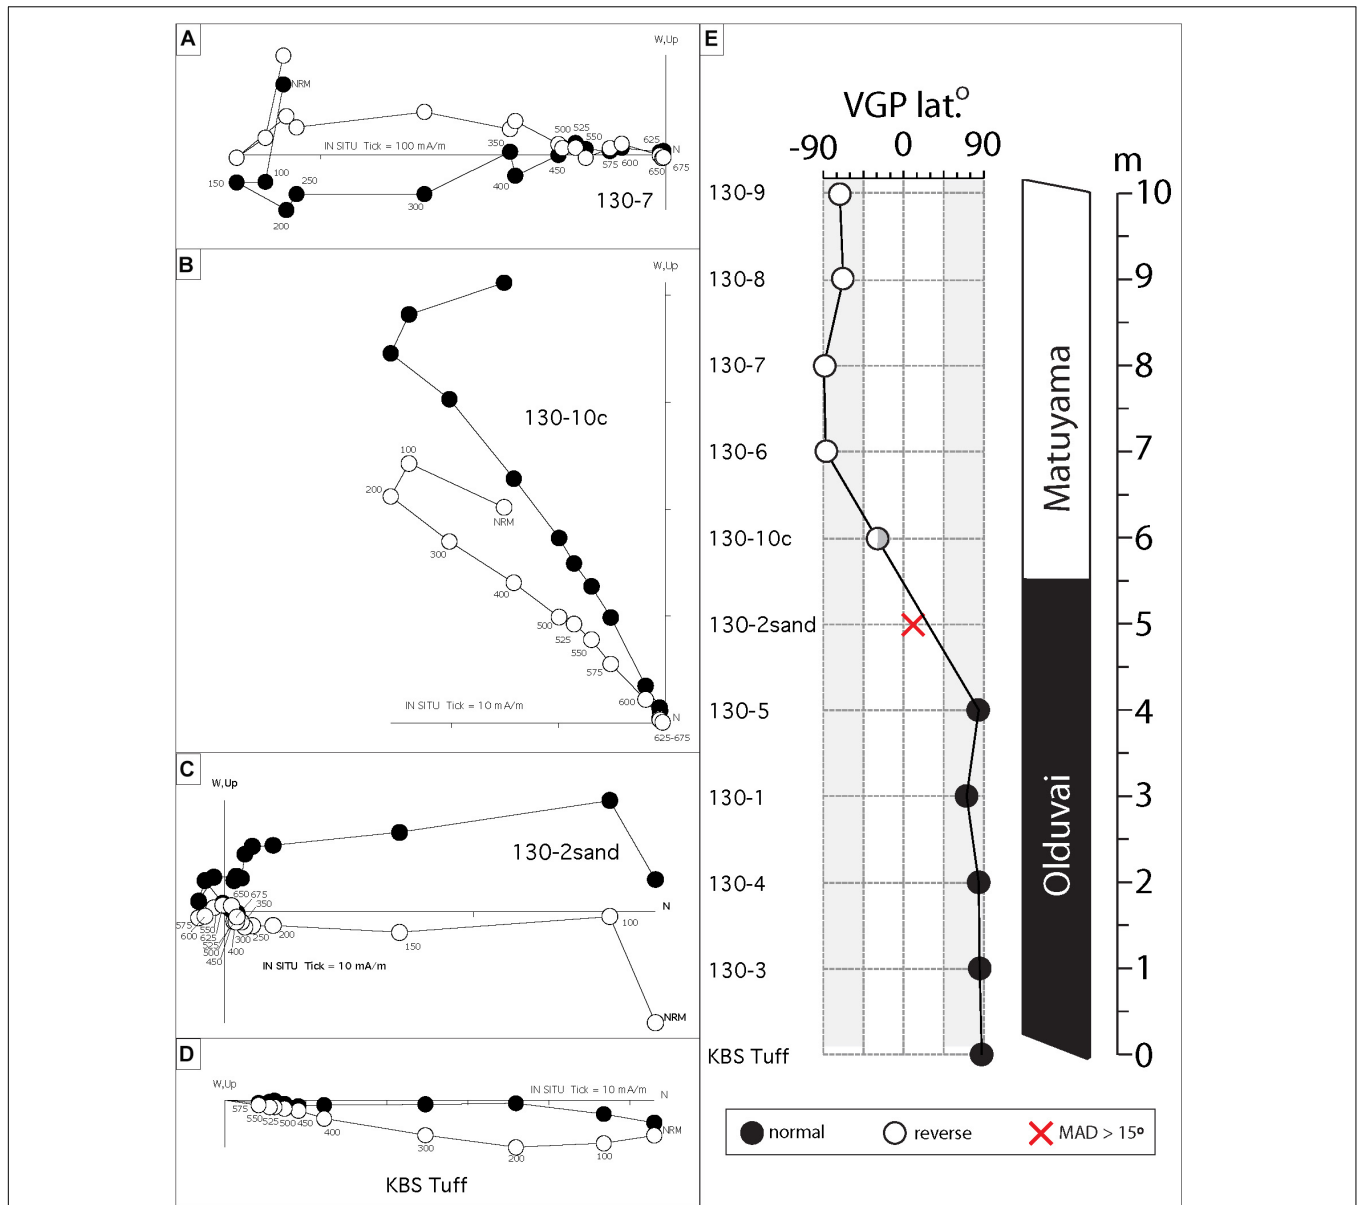 A
W,Up
NRM
IN SITU Tick = 100 mA/m
350
500
525
550
625
N
150
100
250
200
300
400
450
575
600
650
675
130-7
B
W,Up
130-10c
100
200
NRM
300
400
500
525
550
575
600
IN SITU Tick = 10 mA/m
N
625-675
C
W,Up
130-2sand
650
675
350
N
575
600
550
625
525
500
450
400
300
250
200
150
100
IN SITU Tick = 10 mA/m
NRM
D
W,Up
IN SITU Tick = 10 mA/m
N
575
550
525
500
450
400
300
200
100
NRM
KBS Tuff
E
VGP lat.°
-90
0
90
m
130-9
10
130-8
9
130-7
8
130-6
7
130-10c
6
130-2sand
5
130-5
4
130-1
3
130-4
2
130-3
1
KBS Tuff
0
Matuyama
Olduvai
normal
reverse
MAD > 15º